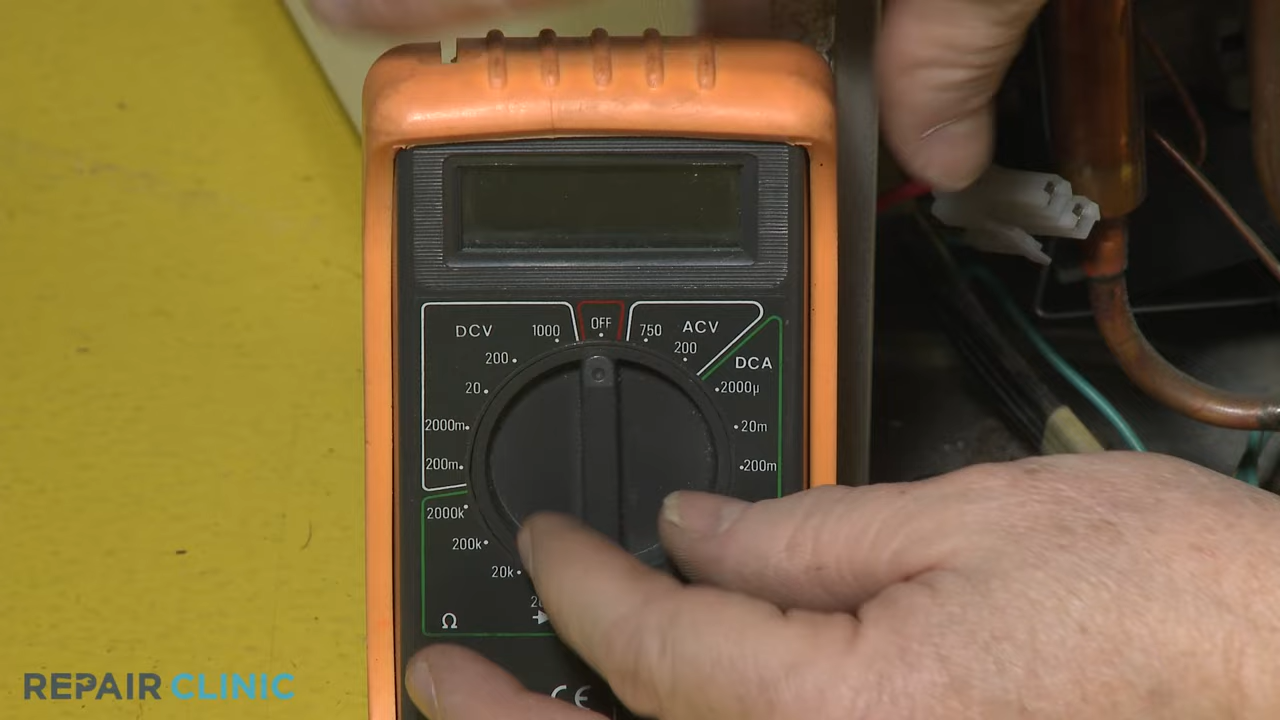 DCV 1000 OFF 750 ACV
200 200
DCA
20 2000µ
2000m 20m
200m 200m
2000k
200k
20k
Ω
CE
REPAIR CLINIC